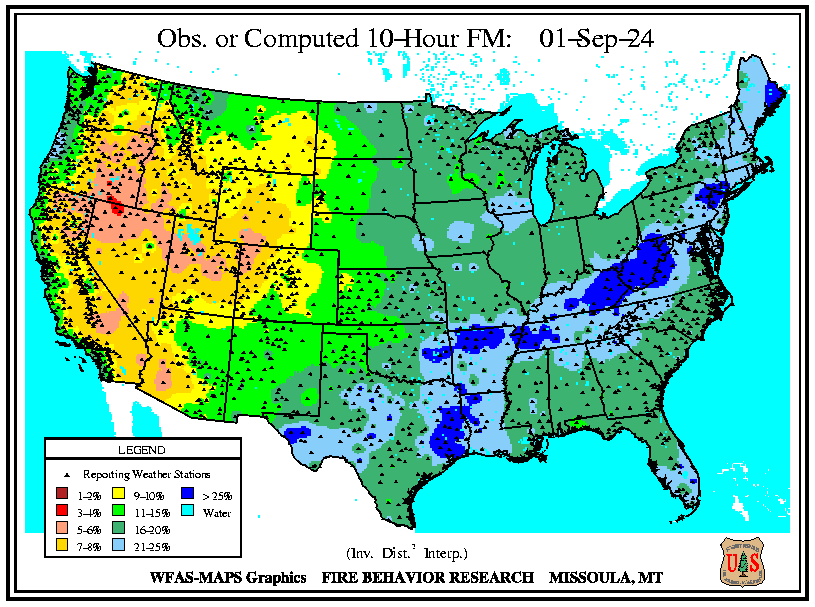 Obs. or Computed 10-Hour FM: 01-Sep-24
LEGEND
Reporting Weather Stations
1-2% 9-10% > 25%
3-4% 11-15% Water
5-6% 16-20%
7-8% 21-25%
(Inv. Dist.² Interp.)
WFAS-MAPS Graphics FIRE BEHAVIOR RESEARCH MISSOULA, MT
U S